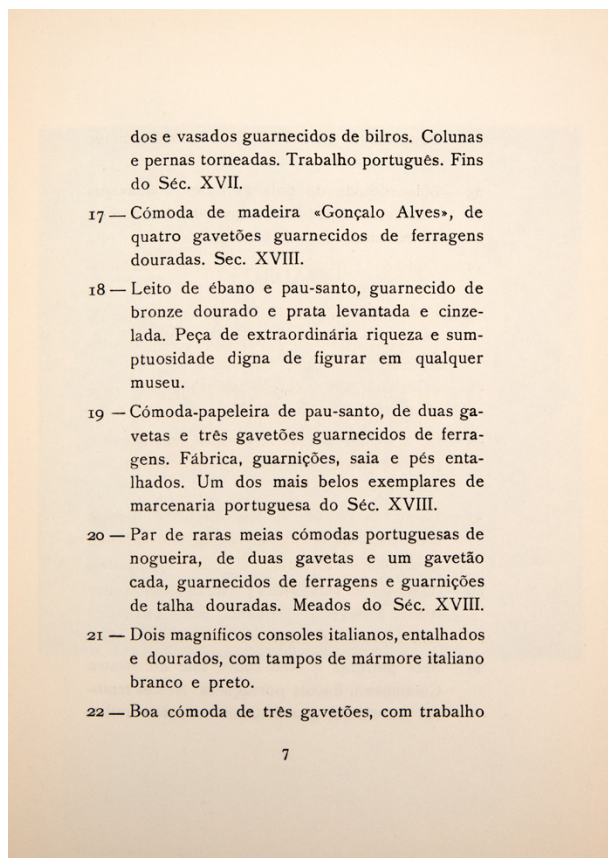 dos e vasados guarnecidos de bilros. Colunas
e pernas torneadas. Trabalho português. Fins
do Séc. XVII.
17 — Cómoda de madeira «Gonçalo Alves», de
quatro gavetões guarnecidos de ferragens
douradas. Sec. XVIII.
18 — Leito de ébano e pau-santo, guarnecido de
bronze dourado e prata levantada e cinze-
lada. Peça de extraordinária riqueza e sum-
ptuosidade digna de figurar em qualquer
museu.
19 — Cómoda-papeleira de pau-santo, de duas ga-
vetas e três gavetões guarnecidos de ferra-
gens. Fábrica, guarnições, saia e pés enta-
lhados. Um dos mais belos exemplares de
marcenaria portuguesa do Séc. XVIII.
20 — Par de raras meias cómodas portuguesas de
nogueira, de duas gavetas e um gavetão
cada, guarnecidos de ferragens e guarnições
de talha douradas. Meados do Séc. XVIII.
21 — Dois magníficos consoles italianos, entalhados
e dourados, com tampos de mármore italiano
branco e preto.
22 — Boa cómoda de três gavetões, com trabalho
7